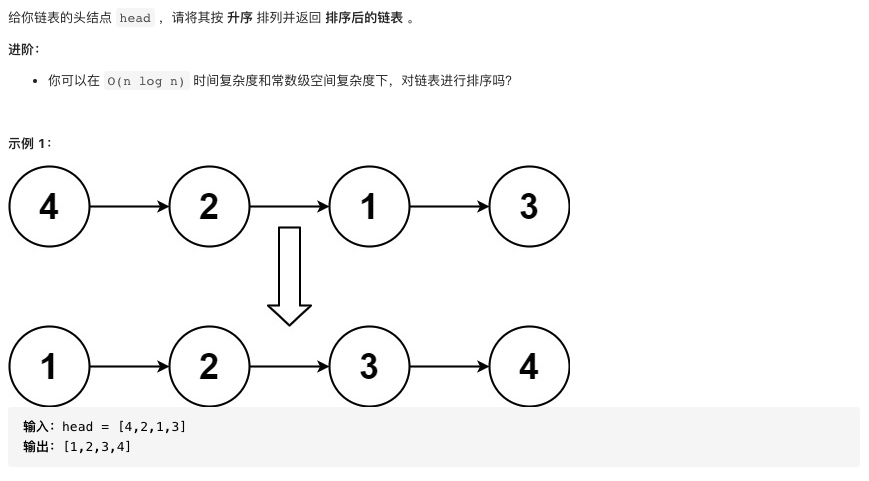 给你链表的头结点 head ，请将其按 升序 排列并返回 排序后的链表 。
进阶：
你可以在 O(n log n) 时间复杂度和常数级空间复杂度下，对链表进行排序吗？
示例 1：
4 2 1 3
1 2 3 4
输入：head = [4,2,1,3]
输出：[1,2,3,4]